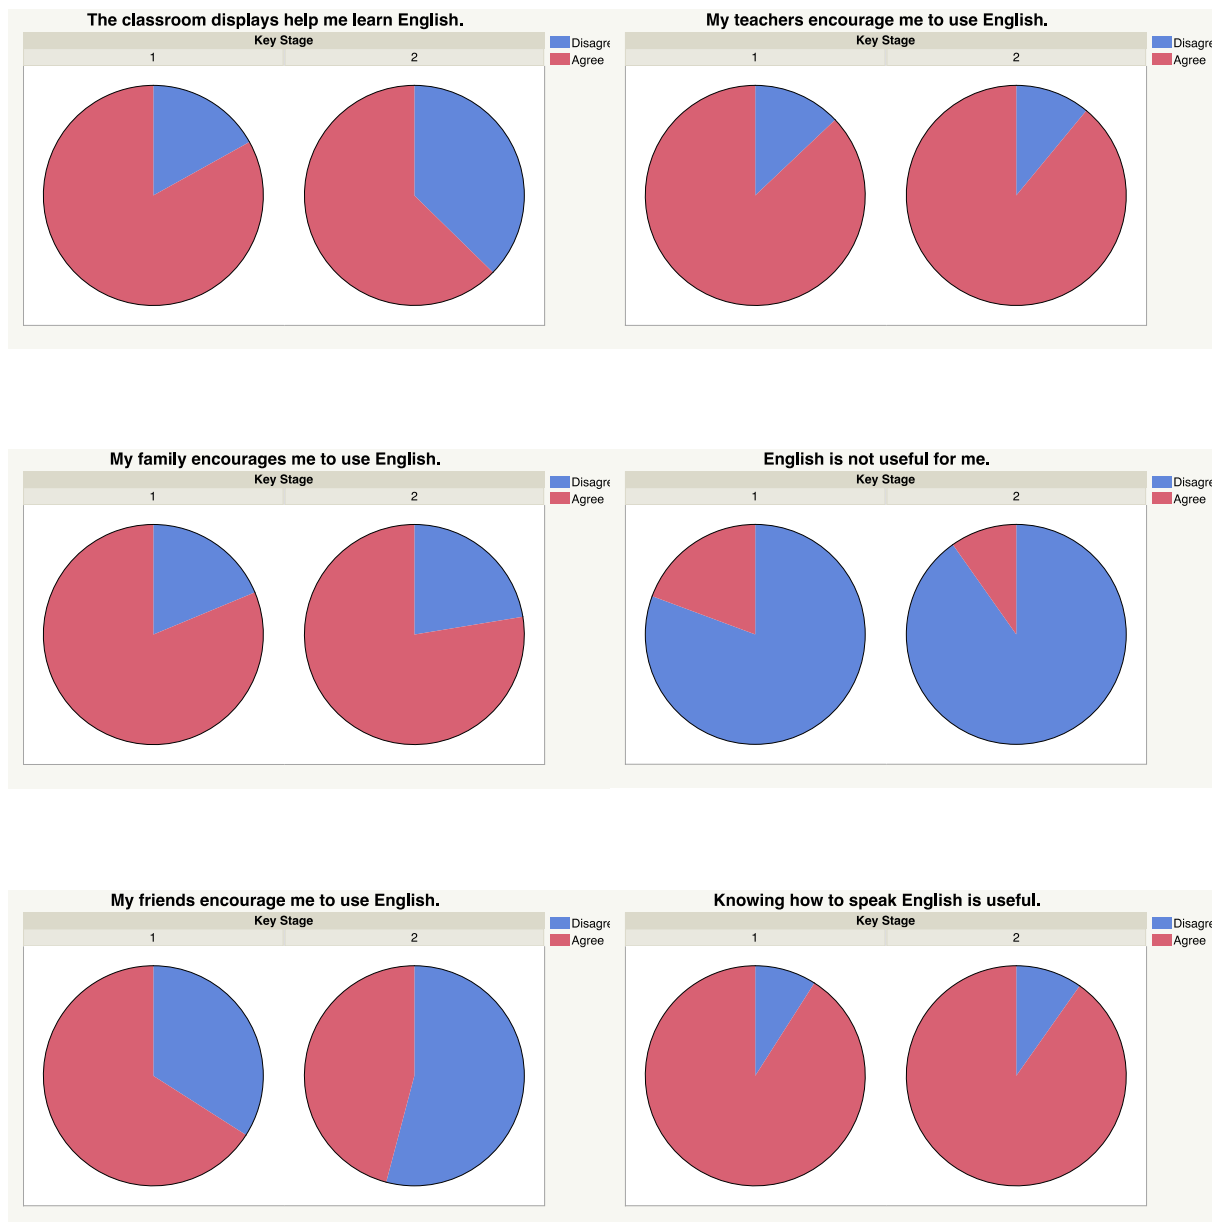 The classroom displays help me learn English.
Key Stage
1 2
Disagre
Agree
My teachers encourage me to use English.
Key Stage
1 2
Disagre
Agree
My family encourages me to use English.
Key Stage
1 2
Disagre
Agree
English is not useful for me.
Key Stage
1 2
Disagre
Agree
My friends encourage me to use English.
Key Stage
1 2
Disagre
Agree
Knowing how to speak English is useful.
Key Stage
1 2
Disagre
Agree